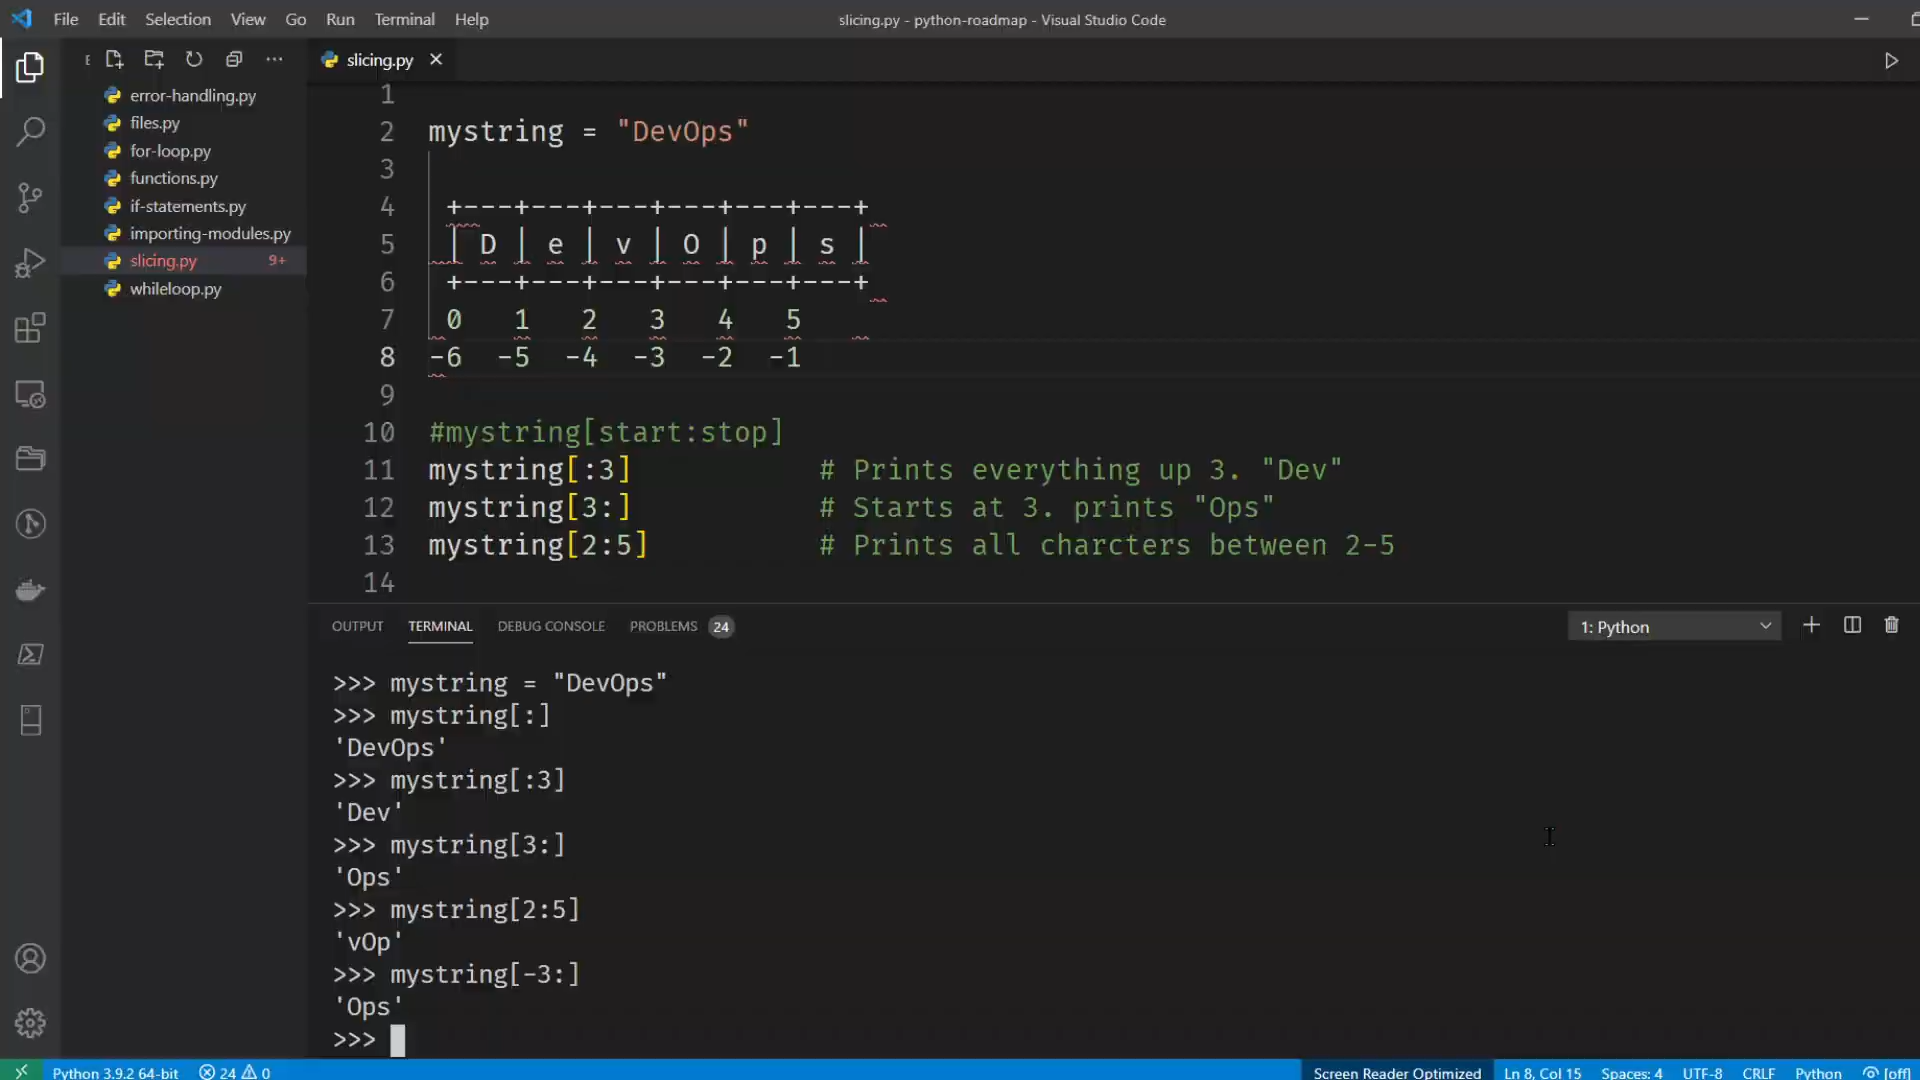 File Edit Selection View Go Run Terminal Help
slicing.py - python-roadmap - Visual Studio Code
slicing.py
error-handling.py
files.py
for-loop.py
functions.py
if-statements.py
importing-modules.py
slicing.py 9+
whileloop.py
1
2 mystring = "DevOps"
3
4 +---+---+---+---+---+---+
5 | D | e | v | O | p | s |
6 +---+---+---+---+---+---+
7 0 1 2 3 4 5
8 -6 -5 -4 -3 -2 -1
9
10 #mystring[start:stop]
11 mystring[:3] # Prints everything up 3. "Dev"
12 mystring[3:] # Starts at 3. prints "Ops"
13 mystring[2:5] # Prints all charcters between 2-5
14
OUTPUT TERMINAL DEBUG CONSOLE PROBLEMS 24
1: Python
>>> mystring = "DevOps"
>>> mystring[:]
'DevOps'
>>> mystring[:3]
'Dev'
>>> mystring[3:]
'Ops'
>>> mystring[2:5]
'vOp'
>>> mystring[-3:]
'Ops'
>>>
Python 3.9.2 64-bit 24 0 Screen Reader Optimized Ln 8, Col 15 Spaces: 4 UTF-8 CRLF Python [off]